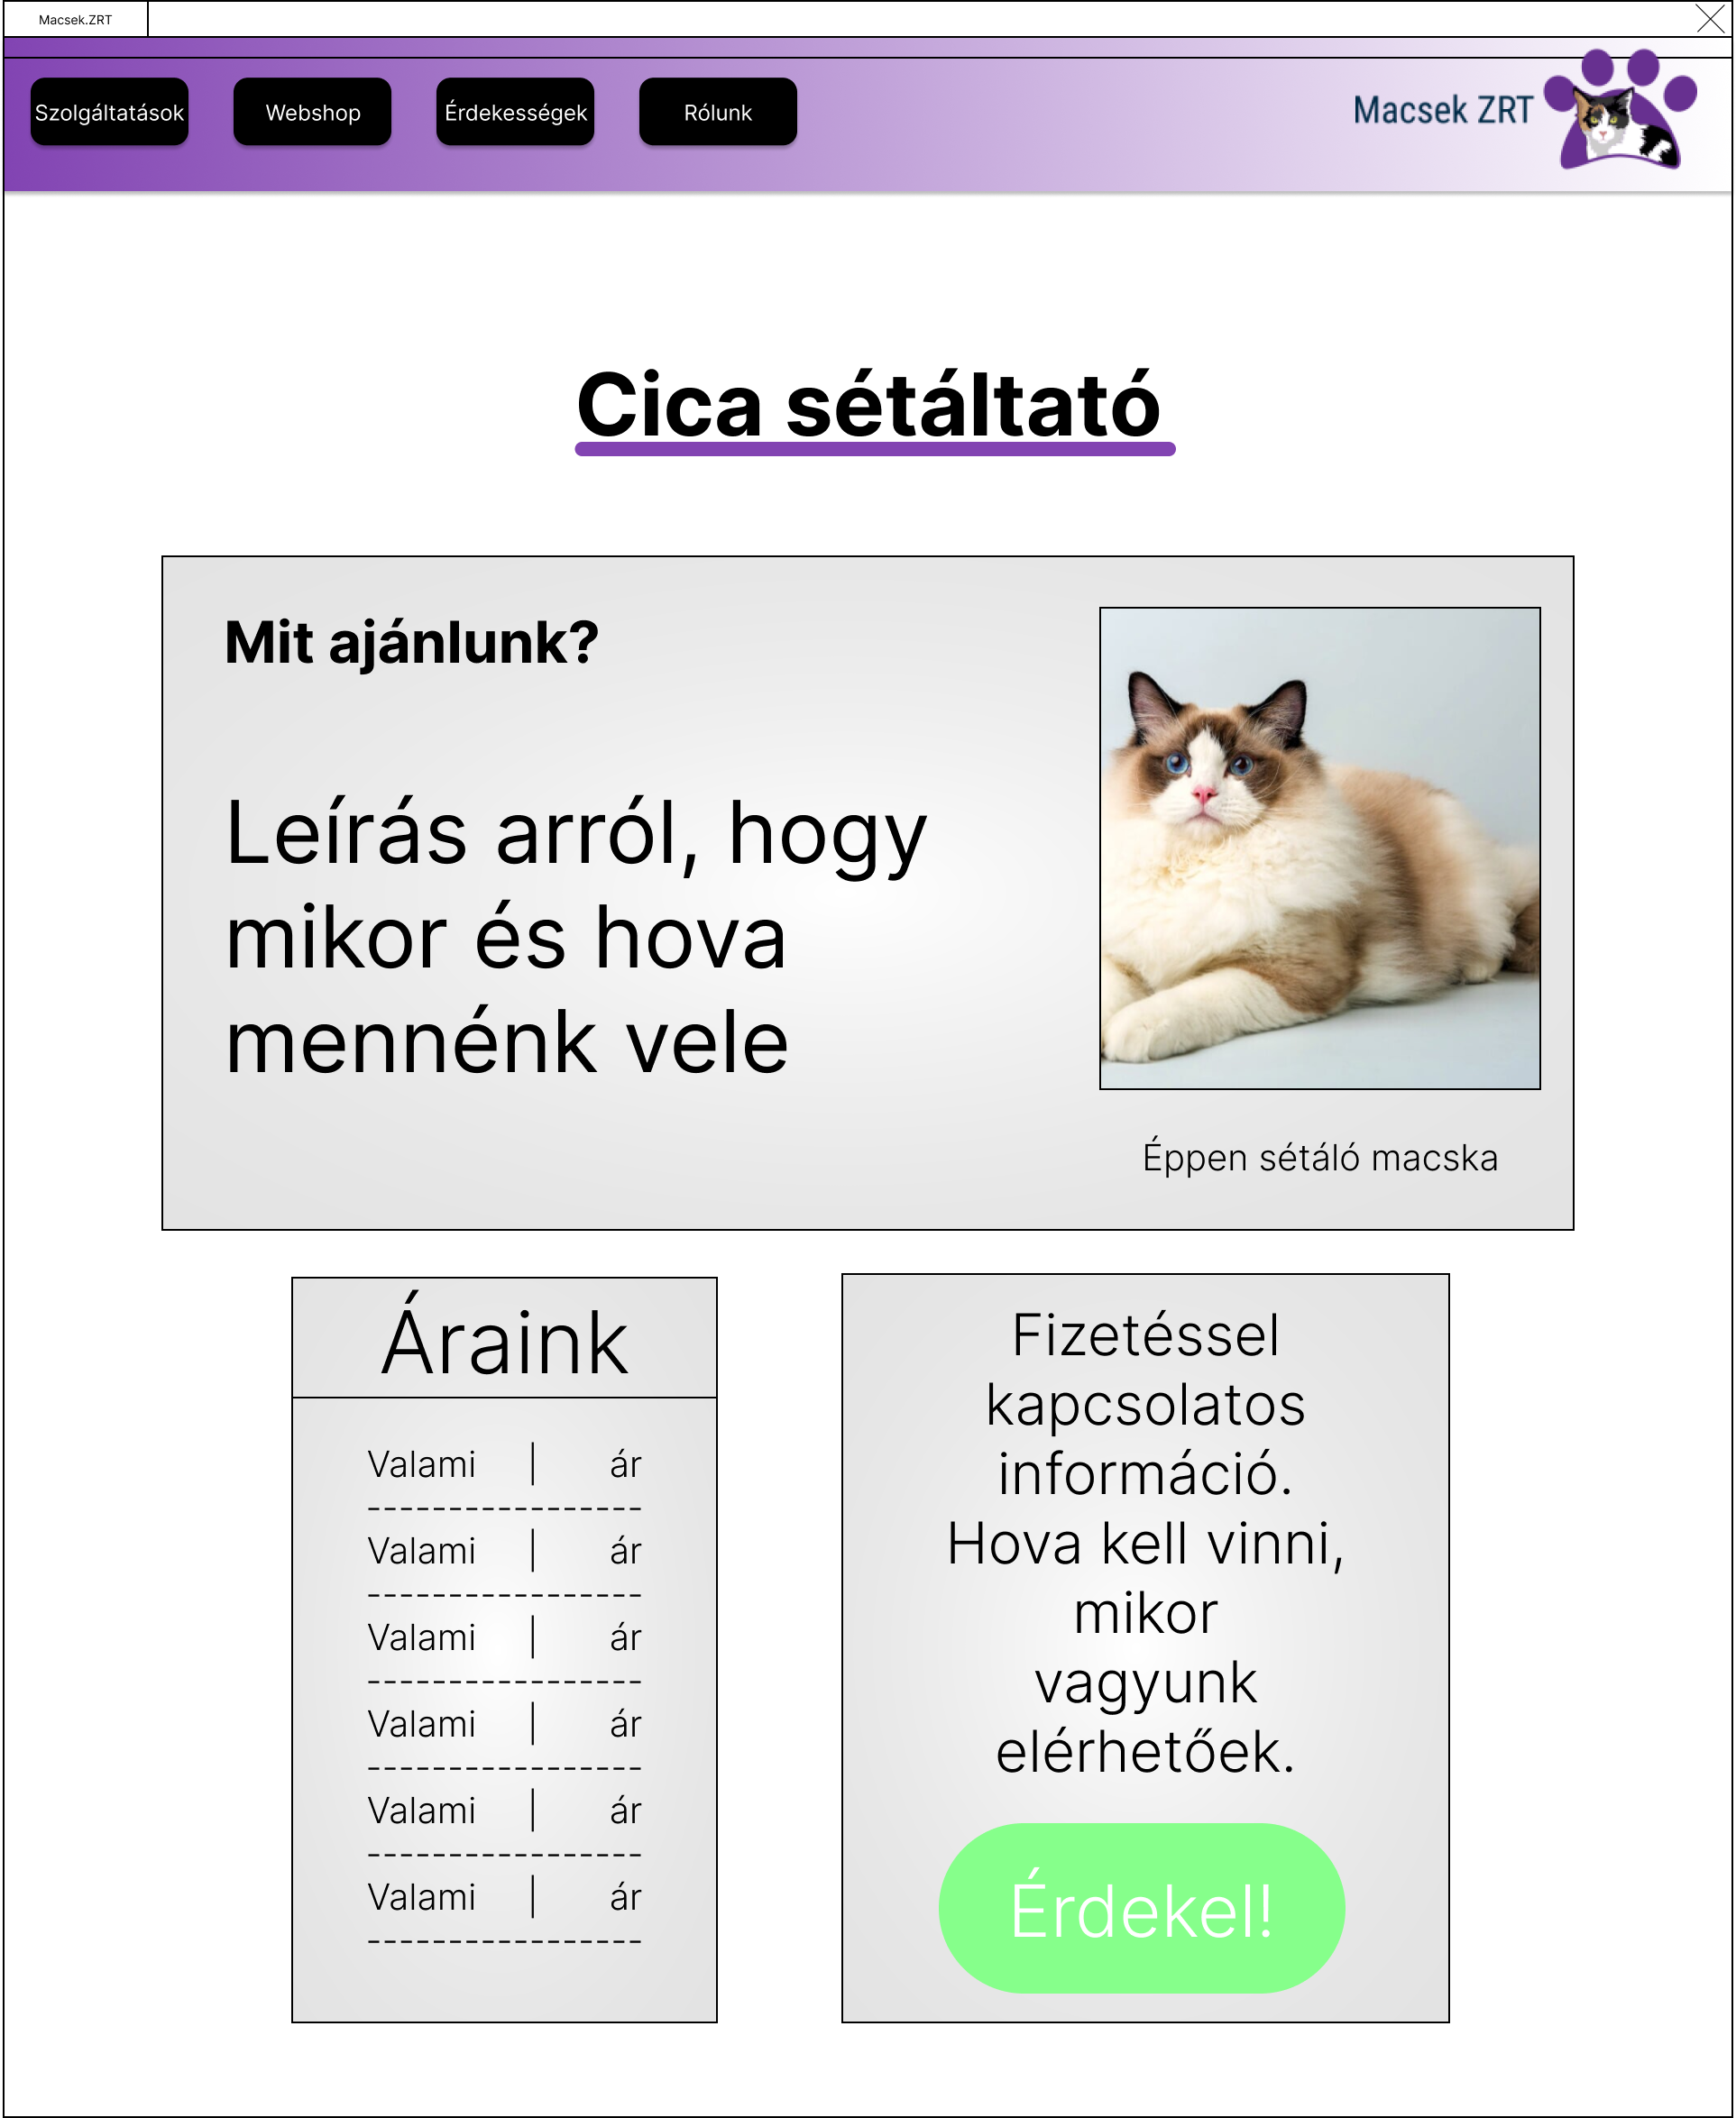 Macsek.ZRT
Szolgáltatások
Webshop
Érdekességek
Rólunk
Macsek ZRT
Cica sétáltató
Mit ajánlunk?
Leírás arról, hogy
mikor és hova
mennénk vele
Éppen sétáló macska
Áraink
Valami | ár
-----------------
Valami | ár
-----------------
Valami | ár
-----------------
Valami | ár
-----------------
Valami | ár
-----------------
Valami | ár
-----------------
Fizetéssel
kapcsolatos
információ.
Hova kell vinni,
mikor
vagyunk
elérhetőek.
Érdekel!